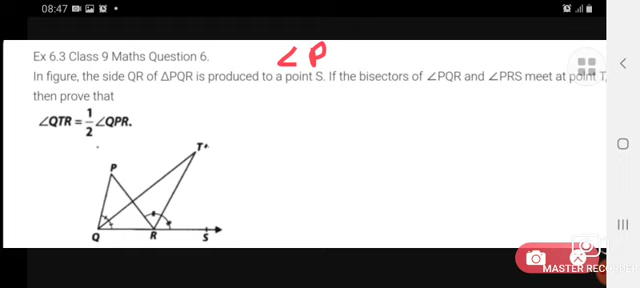 08:47
Ex 6.3 Class 9 Maths Question 6.
∠P
In figure, the side QR of ΔPQR is produced to a point S. If the bisectors of ∠PQR and ∠PRS meet at point T,
then prove that
∠QTR = 1/2 ∠QPR.
T
P
Q R S
MASTER RECORDER